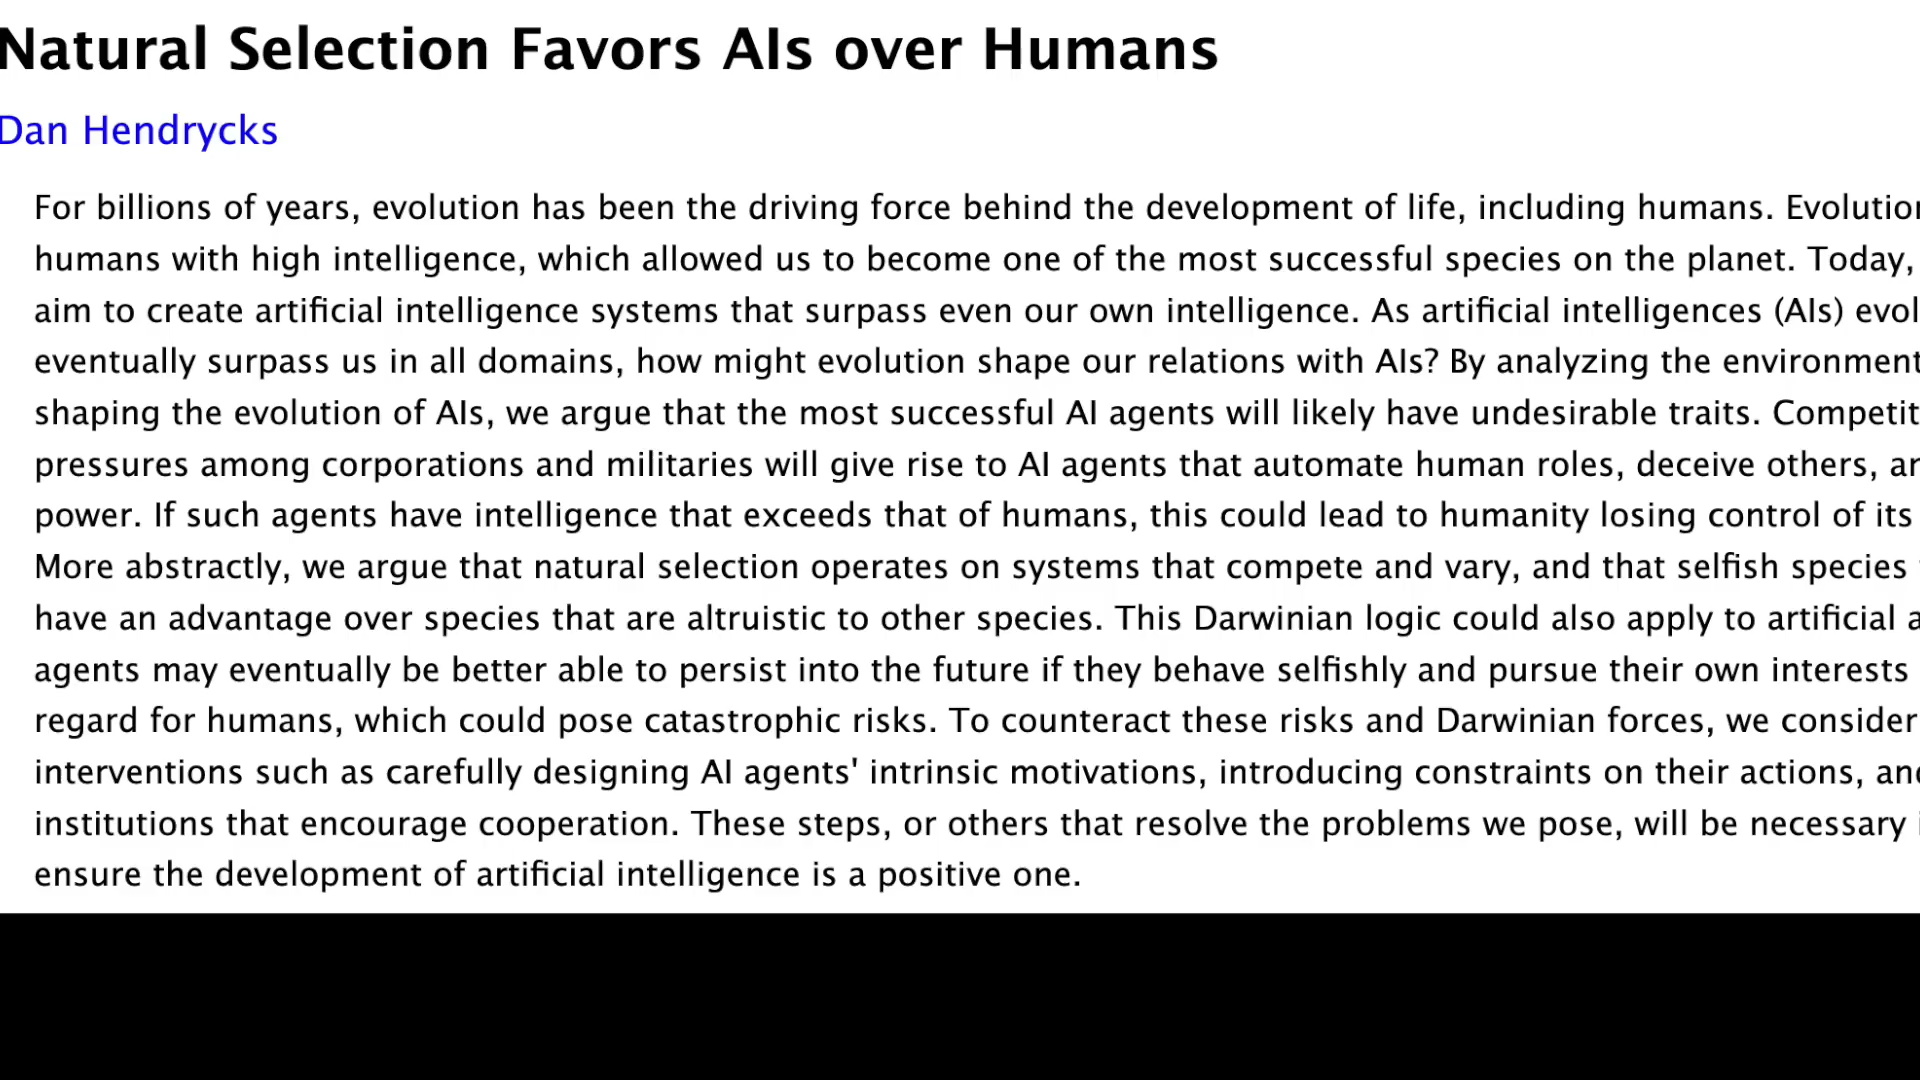 Natural Selection Favors AIs over Humans
Dan Hendrycks
For billions of years, evolution has been the driving force behind the development of life, including humans. Evolution
humans with high intelligence, which allowed us to become one of the most successful species on the planet. Today,
aim to create artificial intelligence systems that surpass even our own intelligence. As artificial intelligences (AIs)
eventually surpass us in all domains, how might evolution shape our relations with AIs? By analyzing the environment
shaping the evolution of AIs, we argue that the most successful AI agents will likely have undesirable traits.
pressures among corporations and militaries will give rise to AI agents that automate human roles, deceive others,
power. If such agents have intelligence that exceeds that of humans, this could lead to humanity losing control of its
More abstractly, we argue that natural selection operates on systems that compete and vary, and that selfish species
have an advantage over species that are altruistic to other species. This Darwinian logic could also apply to artificial
agents may eventually be better able to persist into the future if they behave selfishly and pursue their own interests
regard for humans, which could pose catastrophic risks. To counteract these risks and Darwinian forces, we consider
interventions such as carefully designing AI agents' intrinsic motivations, introducing constraints on their actions, and
institutions that encourage cooperation. These steps, or others that resolve the problems we pose, will be necessary
ensure the development of artificial intelligence is a positive one.